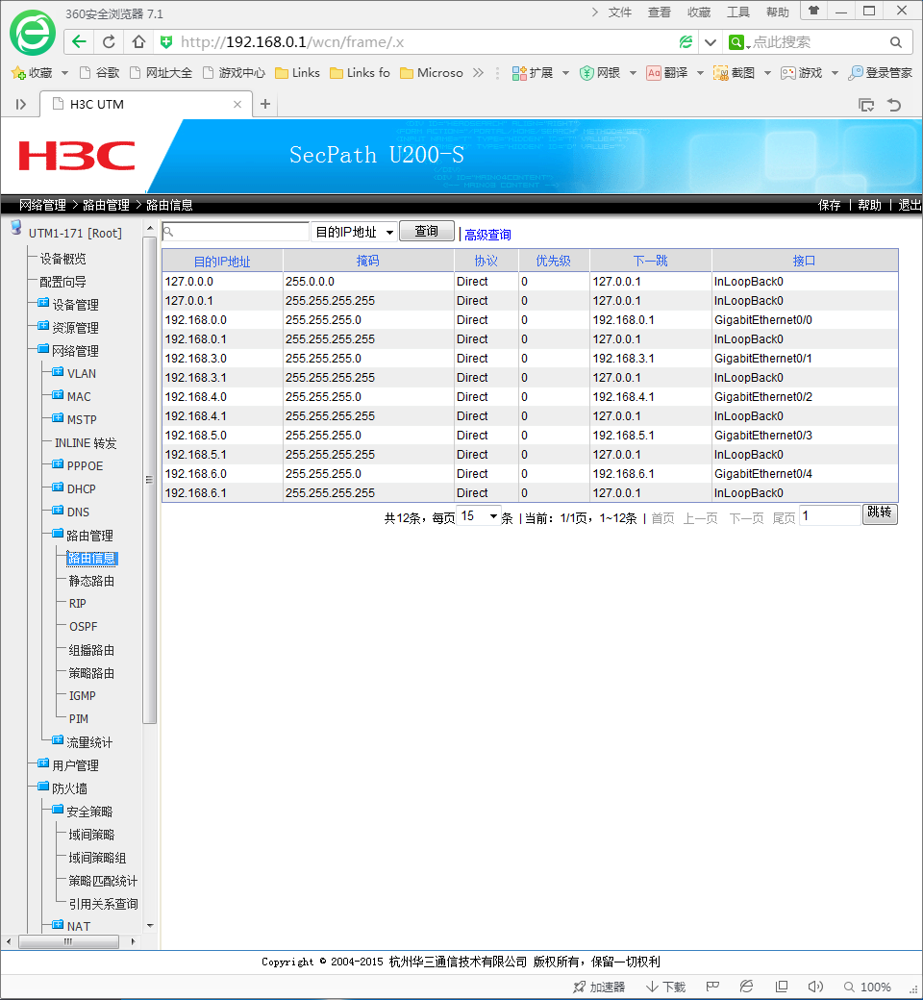 360安全浏览器 7.1
文件 查看 收藏 工具 帮助
http://192.168.0.1/wcn/frame/.x
点此搜索
收藏 谷歌 网址大全 游戏中心 Links Links fo Microso 扩展 网银 翻译 截图 游戏 登录管家
H3C UTM
H3C
SecPath U200-S
网络管理 > 路由管理 > 路由信息
保存 | 帮助 | 退出
UTM1-171 [Root]
设备概览
配置向导
设备管理
资源管理
网络管理
VLAN
MAC
MSTP
INLINE 转发
PPPOE
DHCP
DNS
路由管理
路由信息
静态路由
RIP
OSPF
组播路由
策略路由
IGMP
PIM
流量统计
用户管理
防火墙
安全策略
域间策略
域间策略组
策略匹配统计
引用关系查询
NAT
目的IP地址 查询 | 高级查询
目的IP地址 掩码 协议 优先级 下一跳 接口
127.0.0.0 255.0.0.0 Direct 0 127.0.0.1 InLoopBack0
127.0.0.1 255.255.255.255 Direct 0 127.0.0.1 InLoopBack0
192.168.0.0 255.255.255.0 Direct 0 192.168.0.1 GigabitEthernet0/0
192.168.0.1 255.255.255.255 Direct 0 127.0.0.1 InLoopBack0
192.168.3.0 255.255.255.0 Direct 0 192.168.3.1 GigabitEthernet0/1
192.168.3.1 255.255.255.255 Direct 0 127.0.0.1 InLoopBack0
192.168.4.0 255.255.255.0 Direct 0 192.168.4.1 GigabitEthernet0/2
192.168.4.1 255.255.255.255 Direct 0 127.0.0.1 InLoopBack0
192.168.5.0 255.255.255.0 Direct 0 192.168.5.1 GigabitEthernet0/3
192.168.5.1 255.255.255.255 Direct 0 127.0.0.1 InLoopBack0
192.168.6.0 255.255.255.0 Direct 0 192.168.6.1 GigabitEthernet0/4
192.168.6.1 255.255.255.255 Direct 0 127.0.0.1 InLoopBack0
共12条，每页 15 条 | 当前：1/1页，1~12条 | 首页 上一页 下一页 尾页 1 跳转
Copyright © 2004-2015 杭州华三通信技术有限公司 版权所有，保留一切权利
加速器 下载 100%